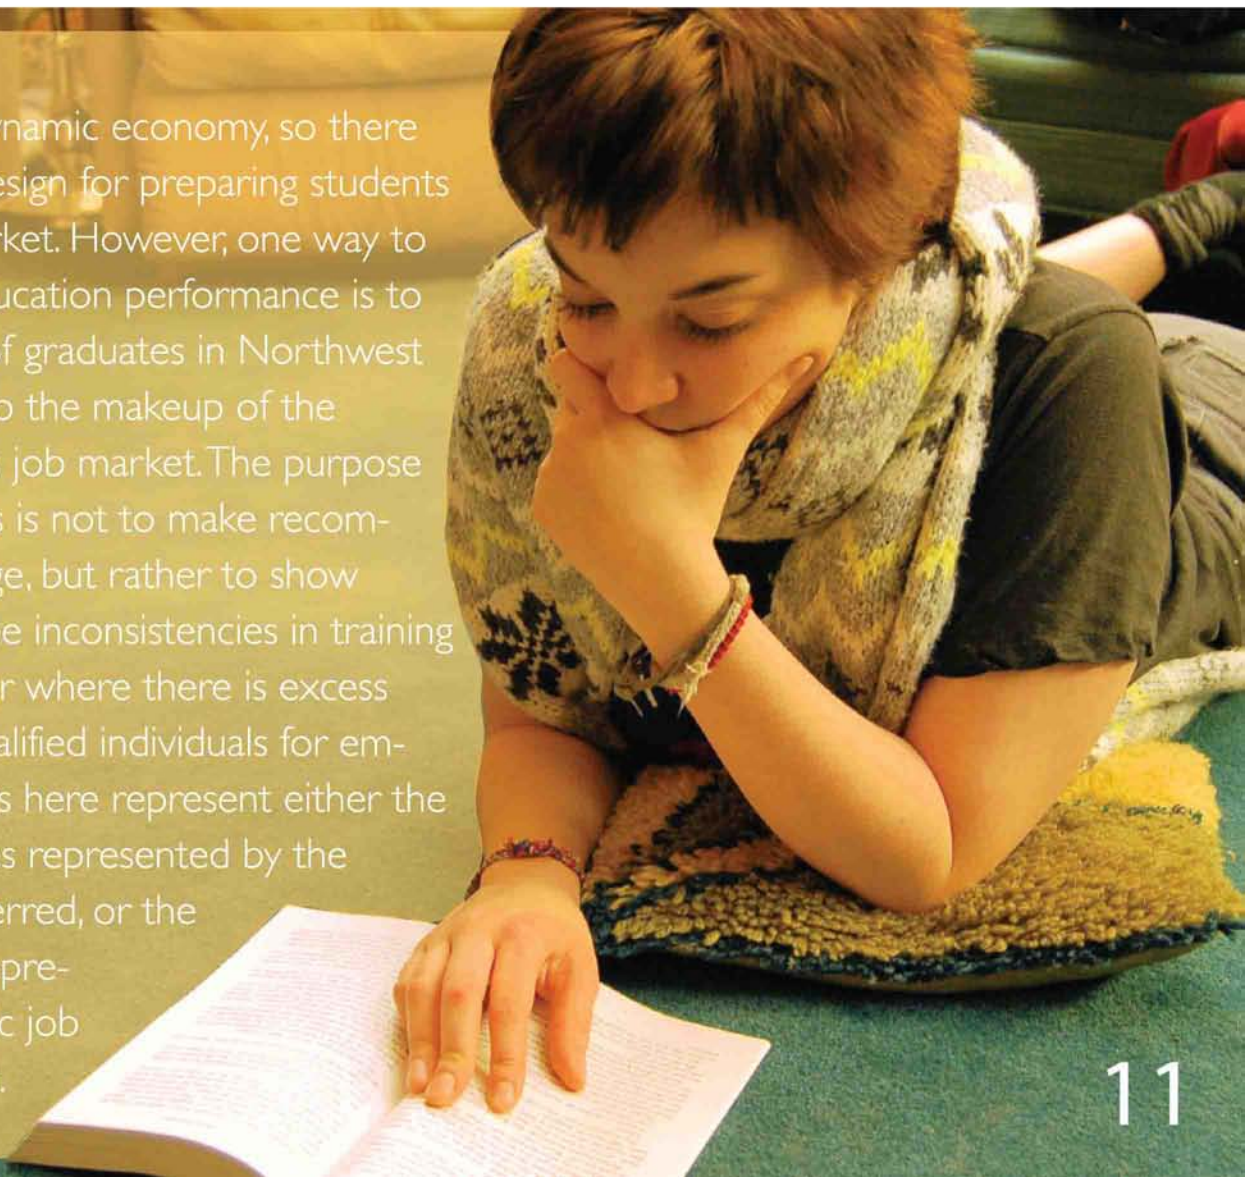 namic economy, so there
esign for preparing students
rket. However, one way to
ucation performance is to
of graduates in Northwest
o the makeup of the
job market. The purpose
s is not to make recom-
ge, but rather to show
e inconsistencies in training
r where there is excess
alified individuals for em-
s here represent either the
s represented by the
erred, or the
pre-
c job
.
11